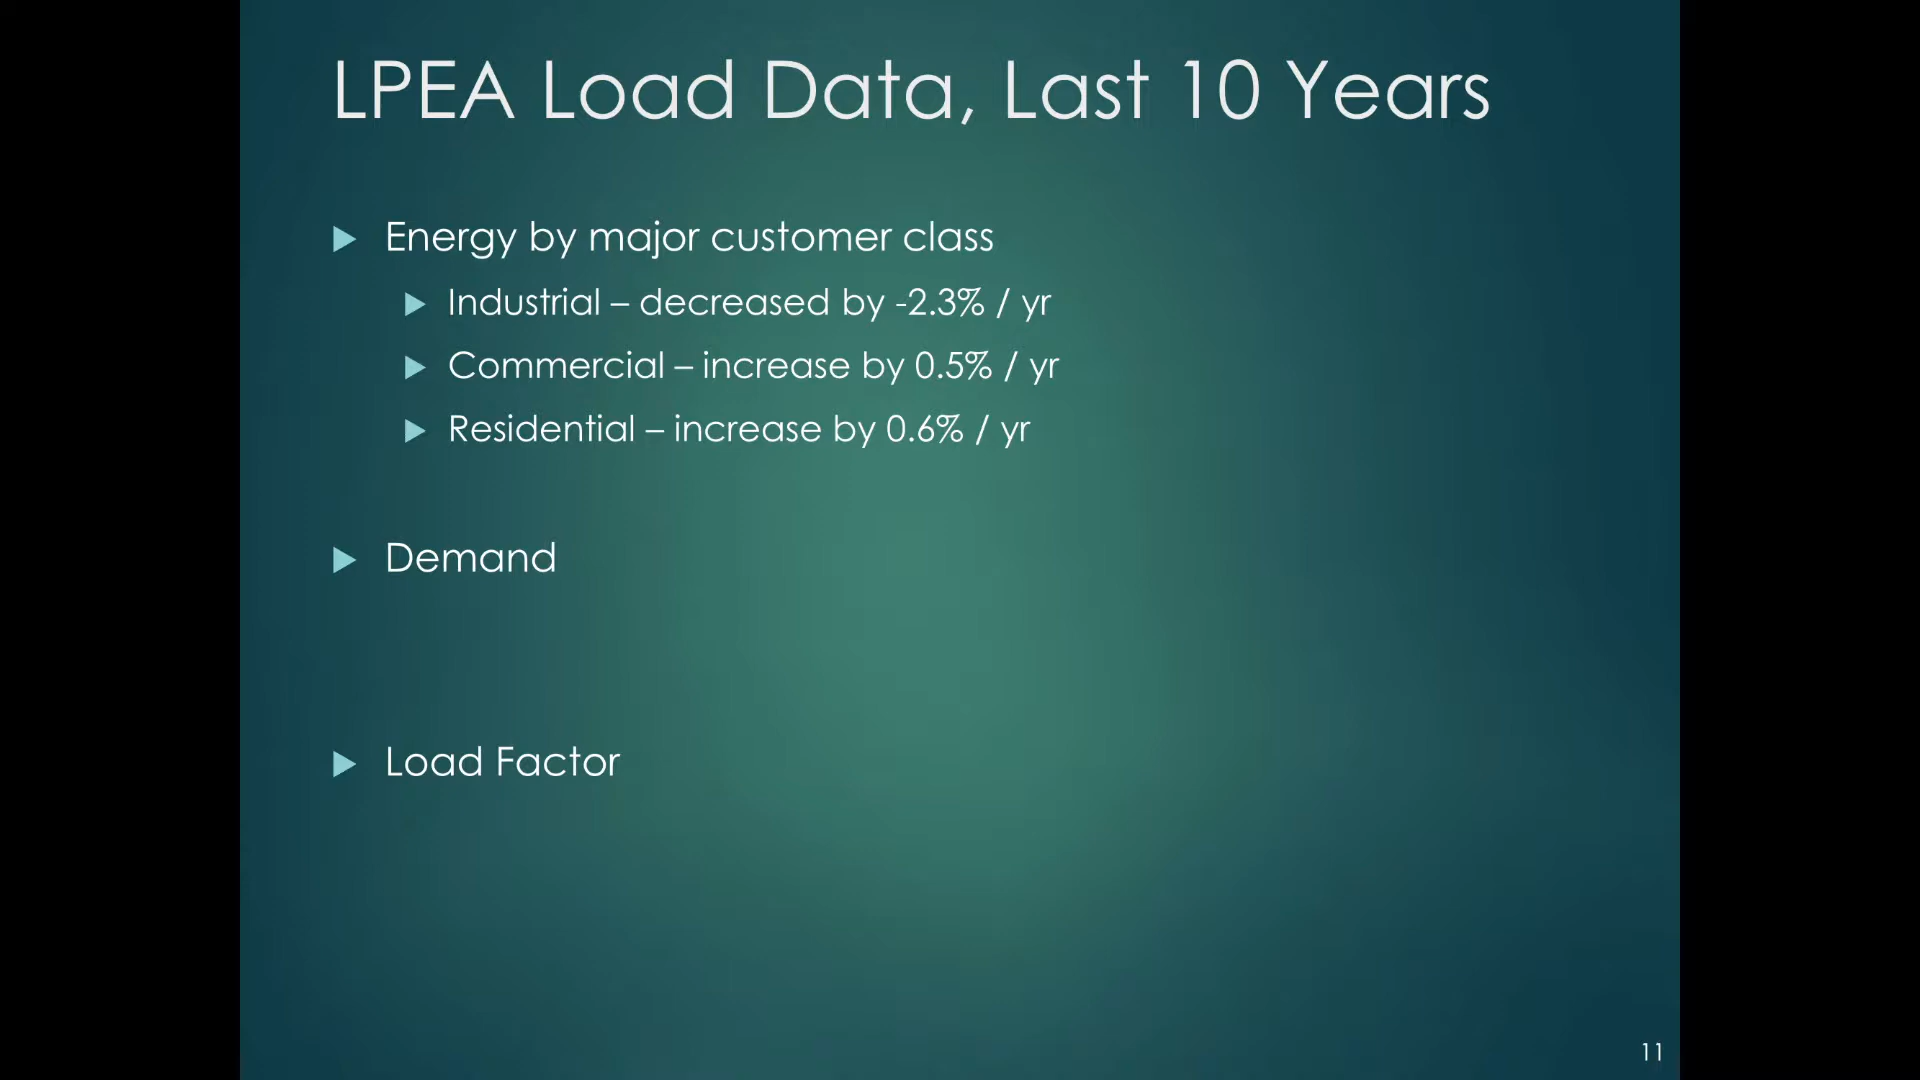 LPEA Load Data, Last 10 Years
Energy by major customer class
Industrial – decreased by -2.3% / yr
Commercial – increase by 0.5% / yr
Residential – increase by 0.6% / yr
Demand
Load Factor
11